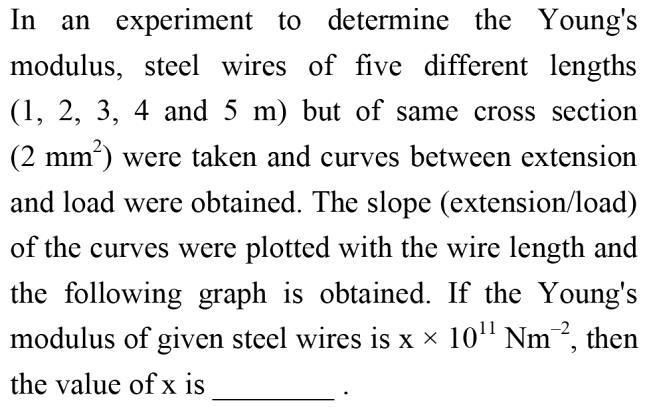 In an experiment to determine the Young's
modulus, steel wires of five different lengths
(1, 2, 3, 4 and 5 m) but of same cross section
(2 mm²) were taken and curves between extension
and load were obtained. The slope (extension/load)
of the curves were plotted with the wire length and
the following graph is obtained. If the Young's
modulus of given steel wires is x × 10¹¹ Nm⁻², then
the value of x is _________ .